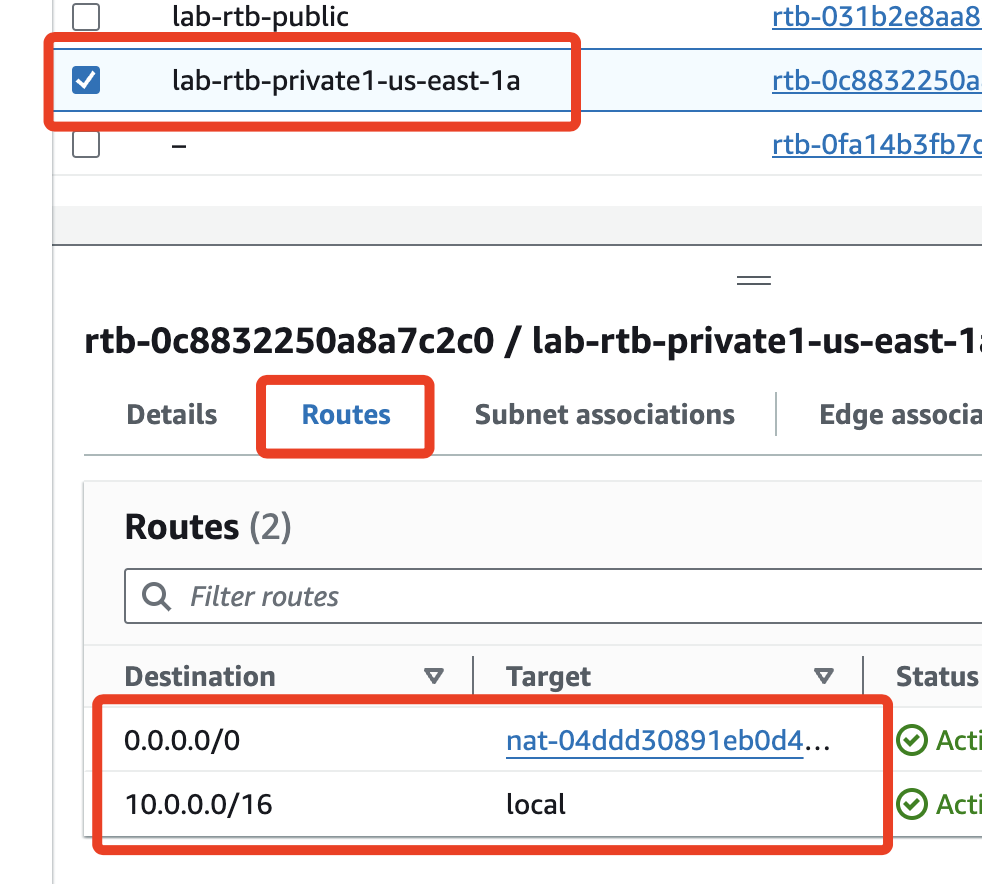 lab-rtb-public rtb-031b2e8aa8
lab-rtb-private1-us-east-1a rtb-0c8832250a
– rtb-0fa14b3fb7
rtb-0c8832250a8a7c2c0 / lab-rtb-private1-us-east-1a
Details Routes Subnet associations Edge associa
Routes (2)
Filter routes
Destination Target Status
0.0.0.0/0 nat-04ddd30891eb0d4... Acti
10.0.0.0/16 local Acti